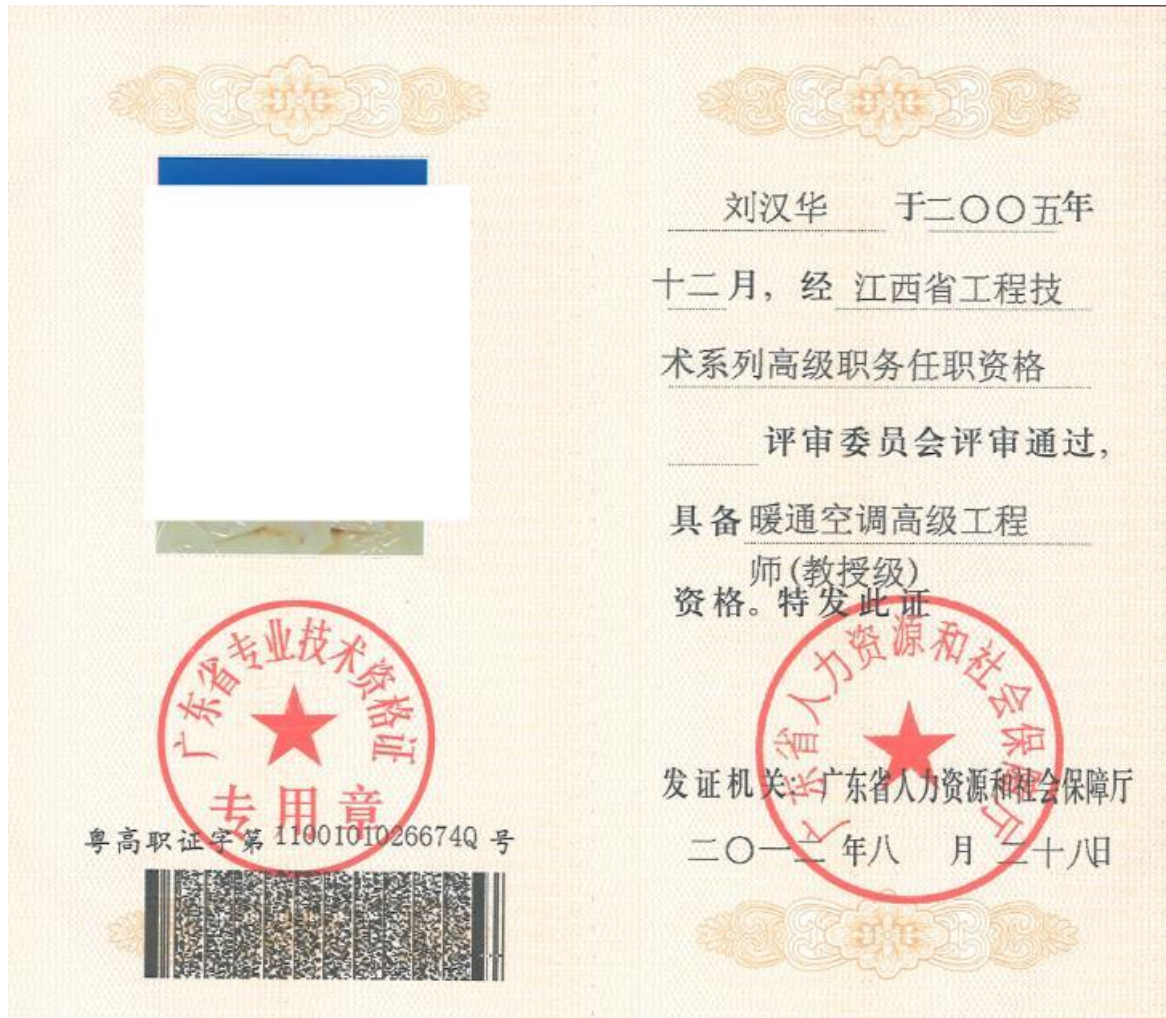 广东省专业技术资格证
专用章
粤高职证字第 1100101026674Q 号
刘汉华 于二〇〇五年
十二月，经 江西省工程技
术系列高级职务任职资格
评审委员会评审通过，
具备暖通空调高级工程
师(教授级)
资格。特发此证
广东省人力资源和社会保障厅
发证机关：广东省人力资源和社会保障厅
二〇一二 年八 月 二十八日